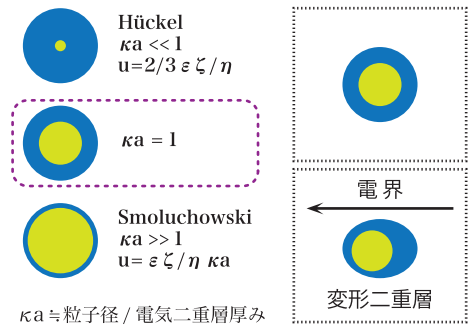 Hückel
κa << 1
u=2/3 ε ζ/η
κa = 1
Smoluchowski
κa >> 1
u= ε ζ/η κa
κa≒粒子径 / 電気二重層厚み
電界
変形二重層